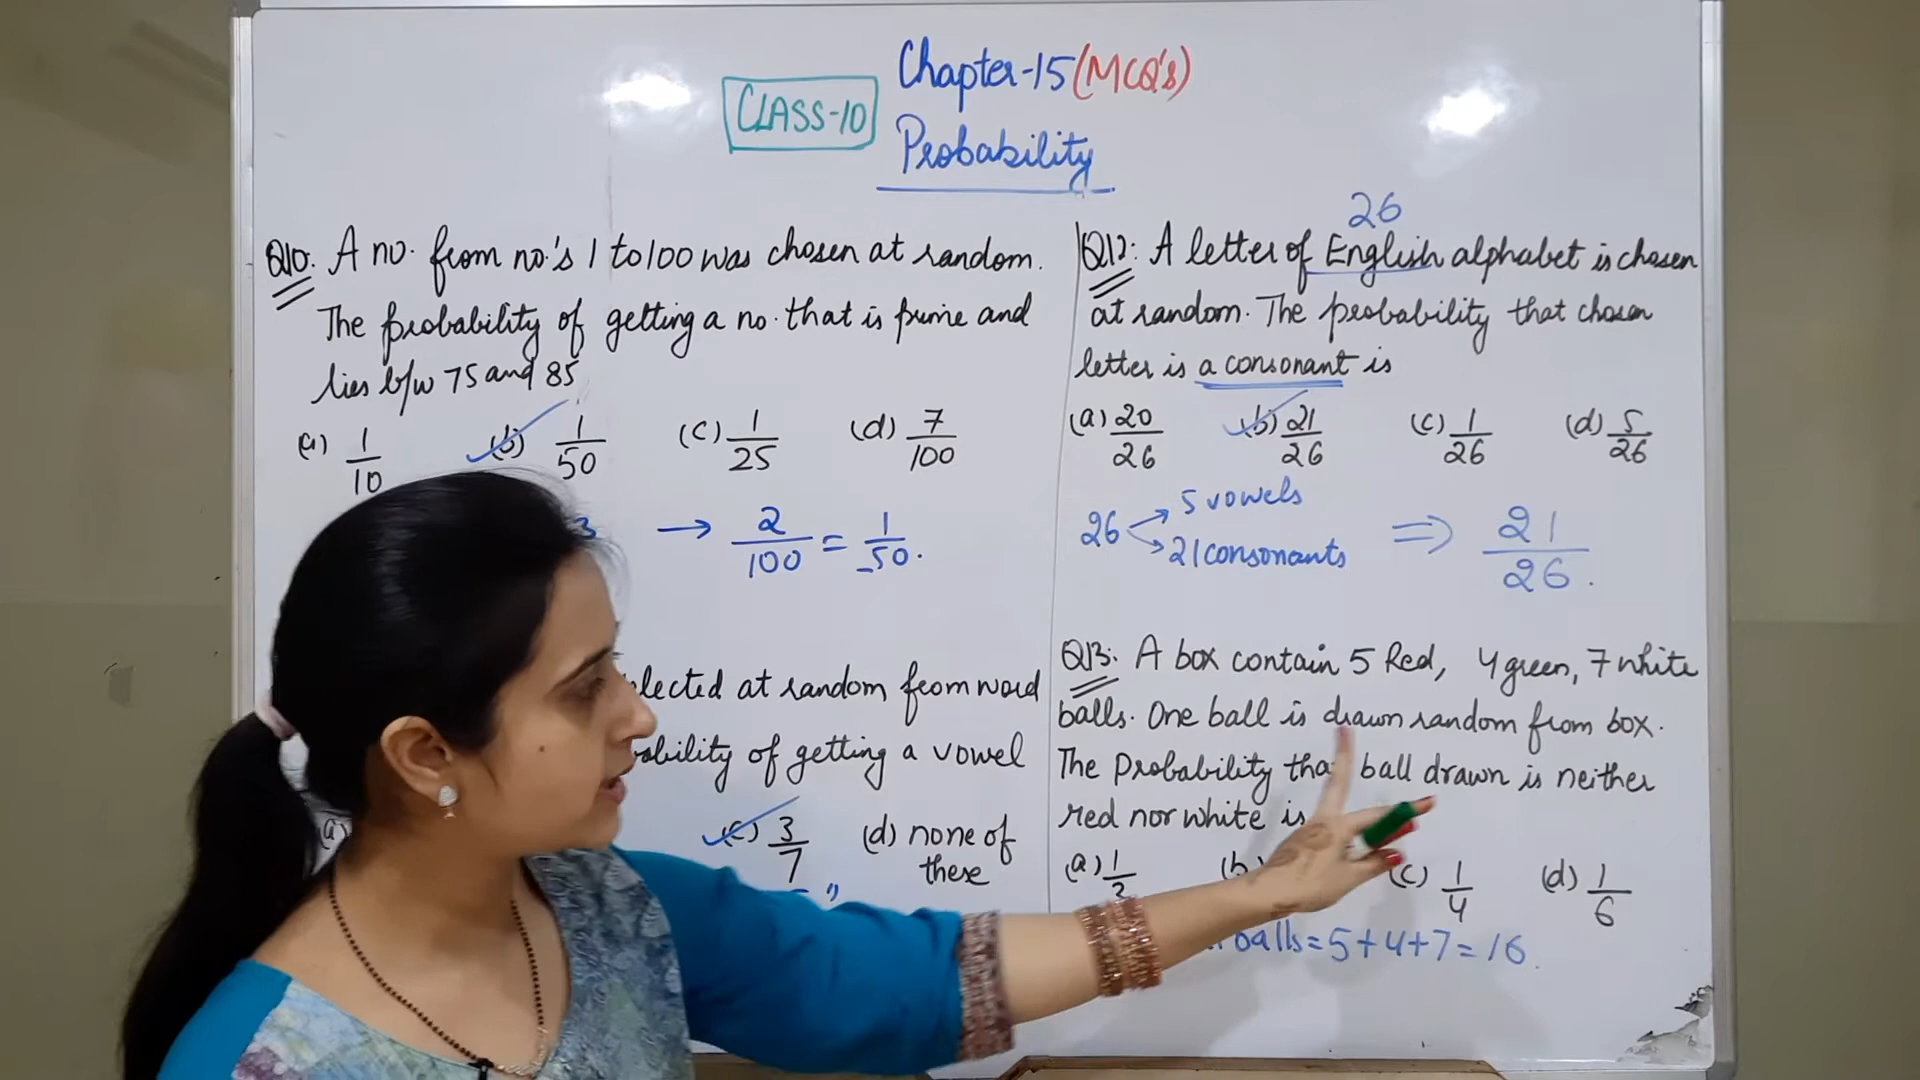 CLASS-10
Chapter-15 (MCQ's)
Probability
Q10: A no. from no.'s 1 to 100 was chosen at random.
The probability of getting a no. that is prime and
lies b/w 75 and 85
(a) 1/10 (b) 1/50 (c) 1/25 (d) 7/100
→ 2/100 = 1/50.
selected at random from word
probability of getting a vowel
(a) (c) 3/7 (d) none of
these
26
Q12: A letter of English alphabet is chosen
at random. The probability that chosen
letter is a consonant is
(a) 20/26 (b) 21/26 (c) 1/26 (d) 5/26
26 → 5 vowels
→ 21 consonants ⇒ 21/26.
Q13: A box contain 5 Red, 4 green, 7 white
balls. One ball is drawn random from box.
The Probability that ball drawn is neither
red nor white is
(a) (b) (c) 1/4 (d) 1/6
balls = 5+4+7 = 16.